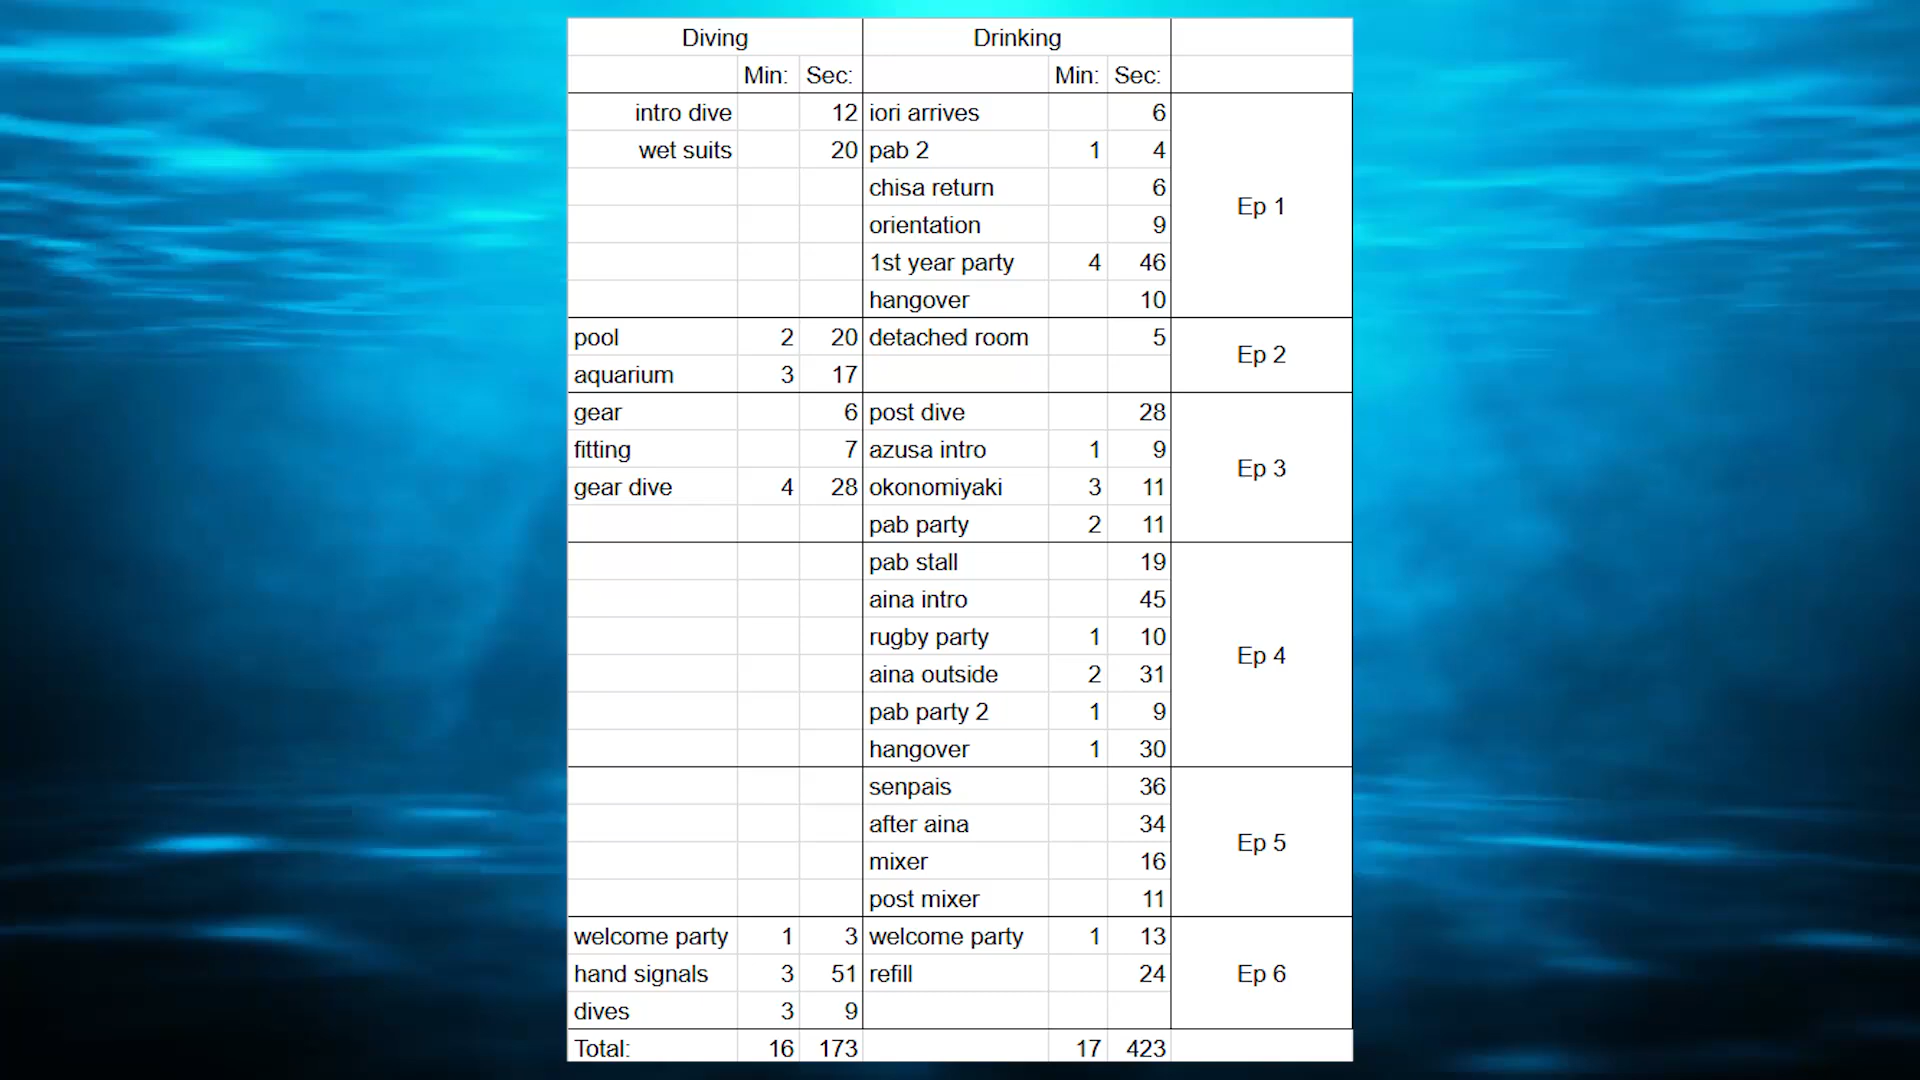 Diving Drinking
Min: Sec: Min: Sec:
intro dive 12 iori arrives 6
wet suits 20 pab 2 1 4
chisa return 6
Ep 1
orientation 9
1st year party 4 46
hangover 10
pool 2 20 detached room 5
Ep 2
aquarium 3 17
gear 6 post dive 28
fitting 7 azusa intro 1 9
Ep 3
gear dive 4 28 okonomiyaki 3 11
pab party 2 11
pab stall 19
aina intro 45
rugby party 1 10
Ep 4
aina outside 2 31
pab party 2 1 9
hangover 1 30
senpais 36
after aina 34
Ep 5
mixer 16
post mixer 11
welcome party 1 3 welcome party 1 13
hand signals 3 51 refill 24 Ep 6
dives 3 9
Total: 16 173 17 423